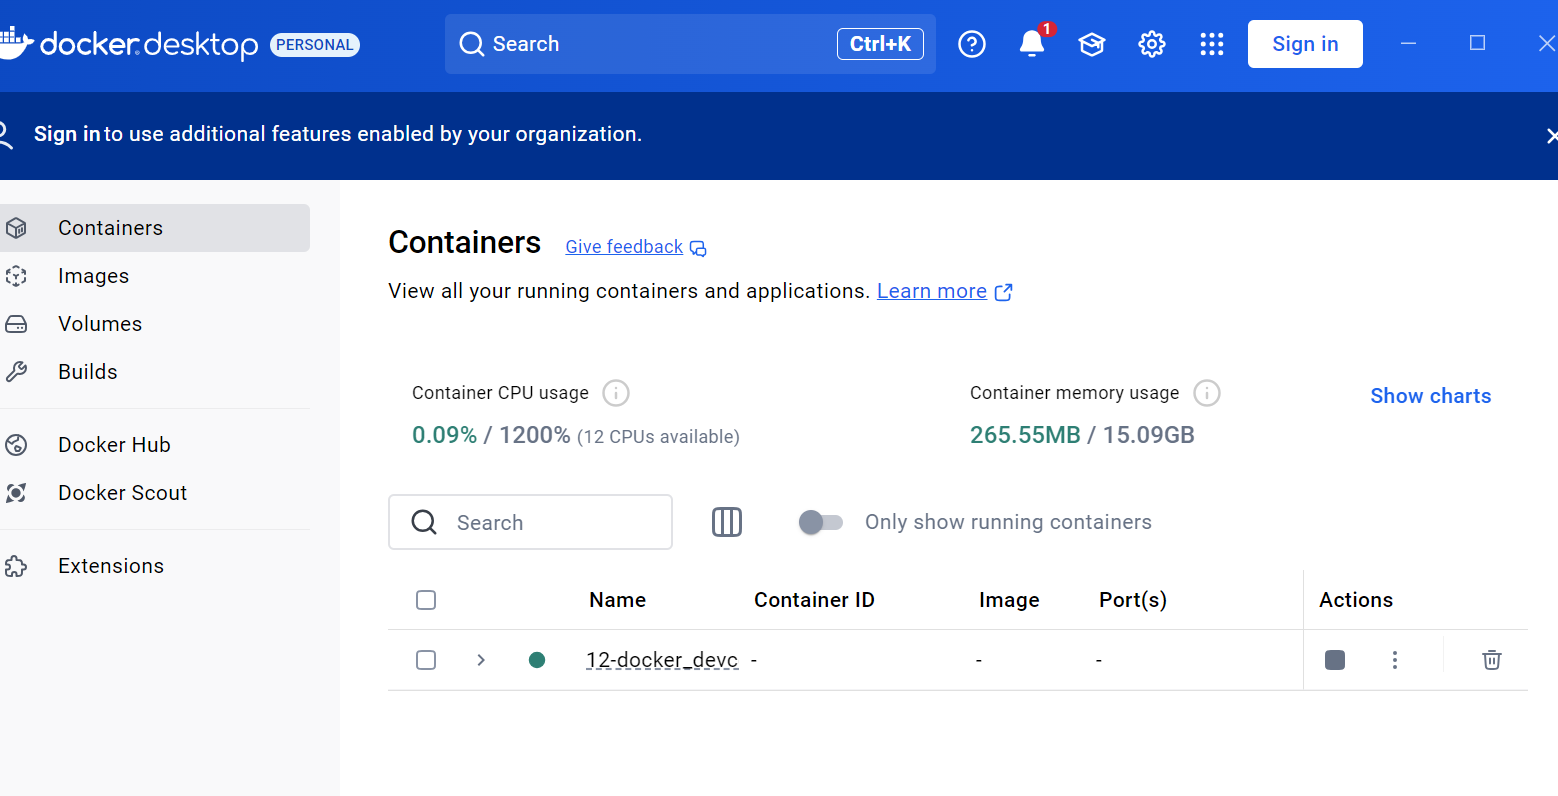 docker.desktop PERSONAL Search Ctrl+K 1 Sign in
Sign in to use additional features enabled by your organization.
Containers
Images
Volumes
Builds
Docker Hub
Docker Scout
Extensions
Containers Give feedback
View all your running containers and applications. Learn more
Container CPU usage
0.09% / 1200% (12 CPUs available)
Container memory usage
265.55MB / 15.09GB
Show charts
Search Only show running containers
Name Container ID Image Port(s) Actions
12-docker_devc - - -